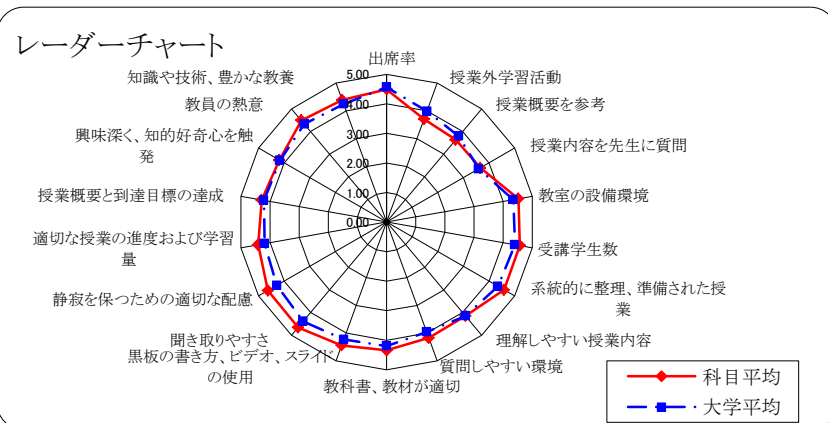 レーダーチャート
出席率
授業外学習活動
授業概要を参考
授業内容を先生に質問
教室の設備環境
受講学生数
系統的に整理、準備された授
業
理解しやすい授業内容
質問しやすい環境
教科書、教材が適切
黒板の書き方、ビデオ、スライド
の使用
聞き取りやすさ
静寂を保つための適切な配慮
適切な授業の進度および学習
量
授業概要と到達目標の達成
興味深く、知的好奇心を触
発
教員の熱意
知識や技術、豊かな教養
5.00
4.00
3.00
2.00
1.00
0.00
科目平均
大学平均